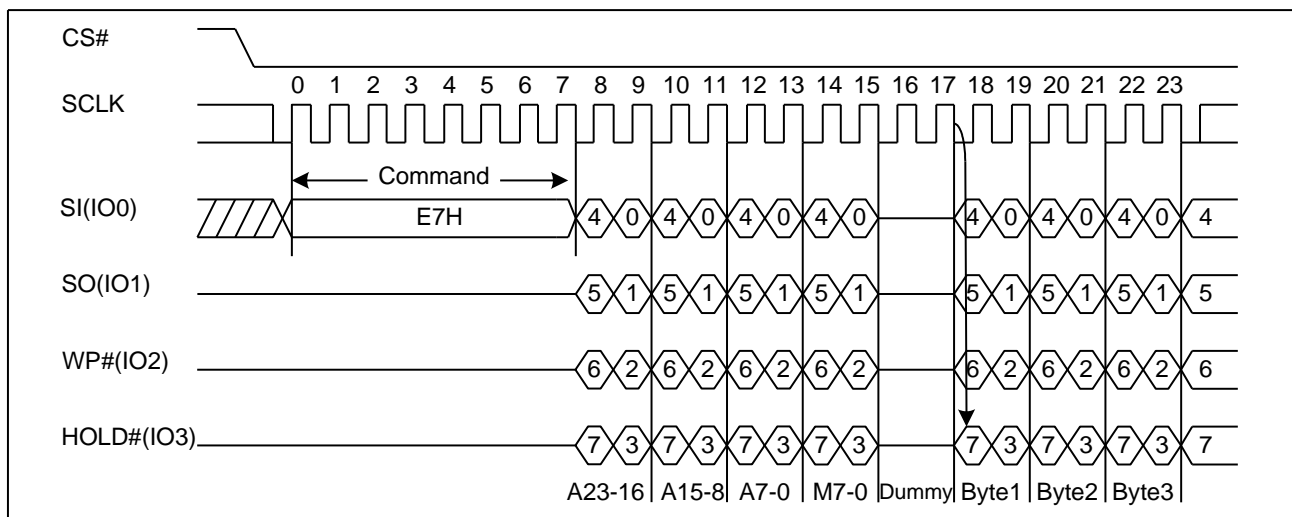 CS#
0 1 2 3 4 5 6 7 8 9 10 11 12 13 14 15 16 17 18 19 20 21 22 23
SCLK
Command
SI(IO0) E7H 4 0 4 0 4 0 4 0 4 0 4 0 4 0 4
SO(IO1) 5 1 5 1 5 1 5 1 5 1 5 1 5 1 5
WP#(IO2) 6 2 6 2 6 2 6 2 6 2 6 2 6 2 6
HOLD#(IO3) 7 3 7 3 7 3 7 3 7 3 7 3 7 3 7
A23-16 A15-8 A7-0 M7-0 Dummy Byte1 Byte2 Byte3